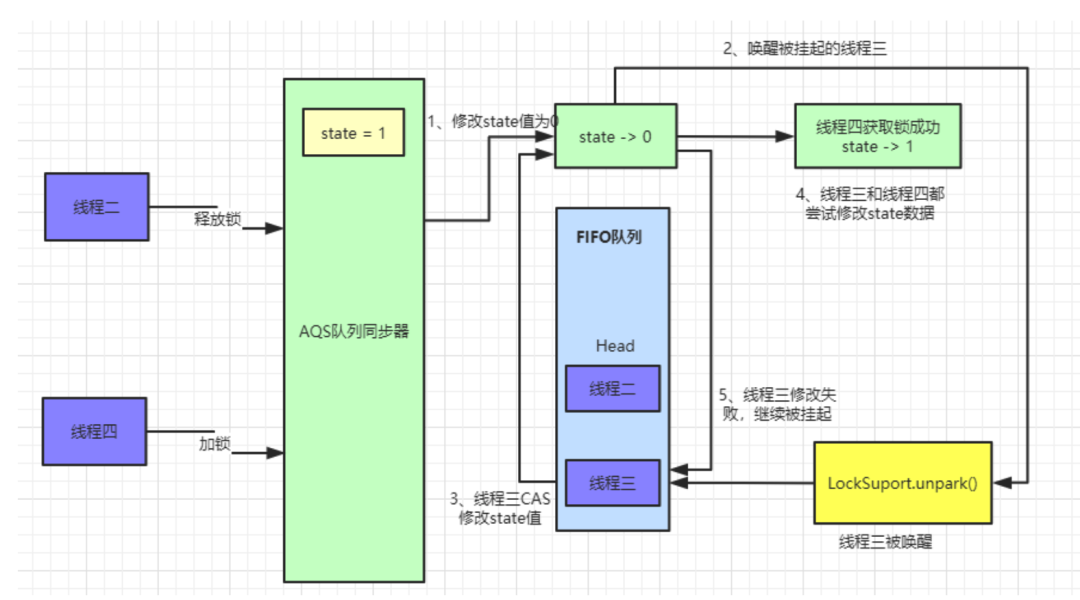 2、唤醒被挂起的线程三
state = 1
1、修改state值为0
state -> 0
线程四获取锁成功
state -> 1
线程二
释放锁
4、线程三和线程四都
尝试修改state数据
FIFO队列
AQS队列同步器
Head
线程二
5、线程三修改失
败，继续被挂起
线程四
加锁
线程三
LockSuport.unpark()
3、线程三CAS
修改state值
线程三被唤醒